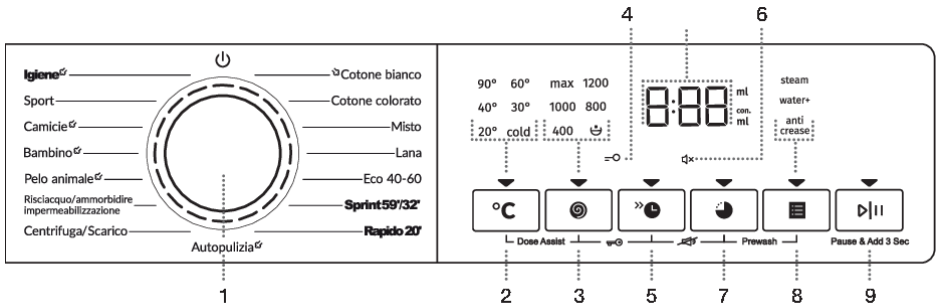 4
6
Igiene
Sport
Camicie
Bambino
Pelo animale
Risciacquo/ammorbidire
impermeabilizzazione
Centrifuga/Scarico
Autopulizia
Cotone bianco
Cotone colorato
Misto
Lana
Eco 40-60
Sprint59'/32'
Rapido 20'
90° 60°
40° 30°
20° cold
max 1200
1000 800
400
8:88
ml
con.
ml
steam
water+
anti
crease
°C
Dose Assist
Prewash
Pause & Add 3 Sec
1
2
3
5
7
8
9